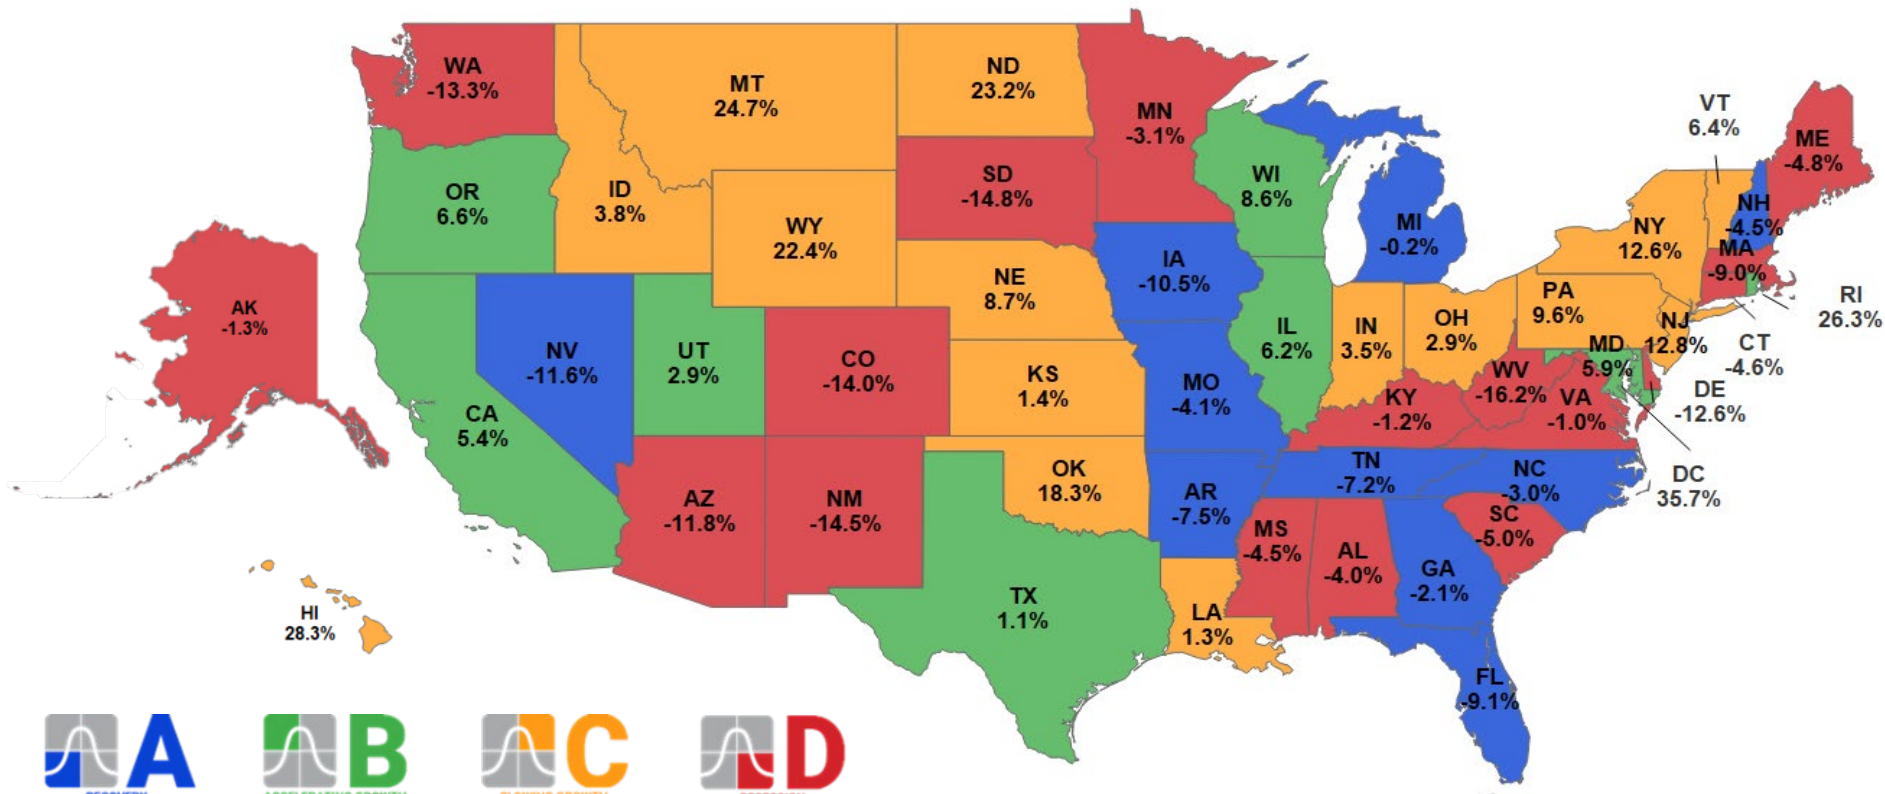 WA
-13.3%
MT
24.7%
ND
23.2%
MN
-3.1%
VT
6.4%
ME
-4.8%
OR
6.6%
ID
3.8%
WY
22.4%
SD
-14.8%
WI
8.6%
MI
-0.2%
NY
12.6%
NH
-4.5%
MA
-9.0%
RI
26.3%
AK
-1.3%
NV
-11.6%
UT
2.9%
CO
-14.0%
NE
8.7%
IA
-10.5%
IL
6.2%
IN
3.5%
OH
2.9%
PA
9.6%
NJ
12.8%
CT
-4.6%
MD
5.9%
DE
-12.6%
CA
5.4%
KS
1.4%
MO
-4.1%
KY
-1.2%
WV
-16.2%
VA
-1.0%
DC
35.7%
AZ
-11.8%
NM
-14.5%
OK
18.3%
AR
-7.5%
TN
-7.2%
NC
-3.0%
SC
-5.0%
MS
-4.5%
AL
-4.0%
GA
-2.1%
HI
28.3%
TX
1.1%
LA
1.3%
FL
-9.1%
A
B
C
D